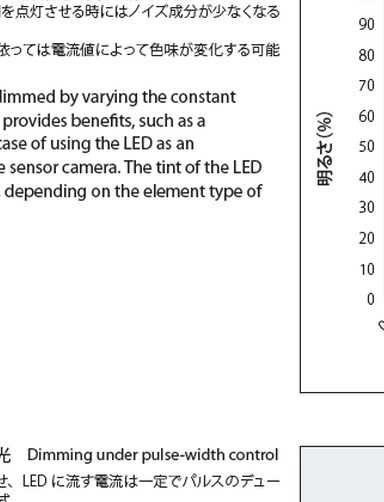 を点灯させる時にはノイズ成分が少なくなる
依っては電流値によって色味が変化する可能
dimmed by varying the constant
provides benefits, such as a
case of using the LED as an
e sensor camera. The tint of the LED
, depending on the element type of
90
80
70
60
50
40
30
20
10
0
明るさ(%)
光 Dimming under pulse-width control
せ、LED に流す電流は一定でパルスのデュー
式